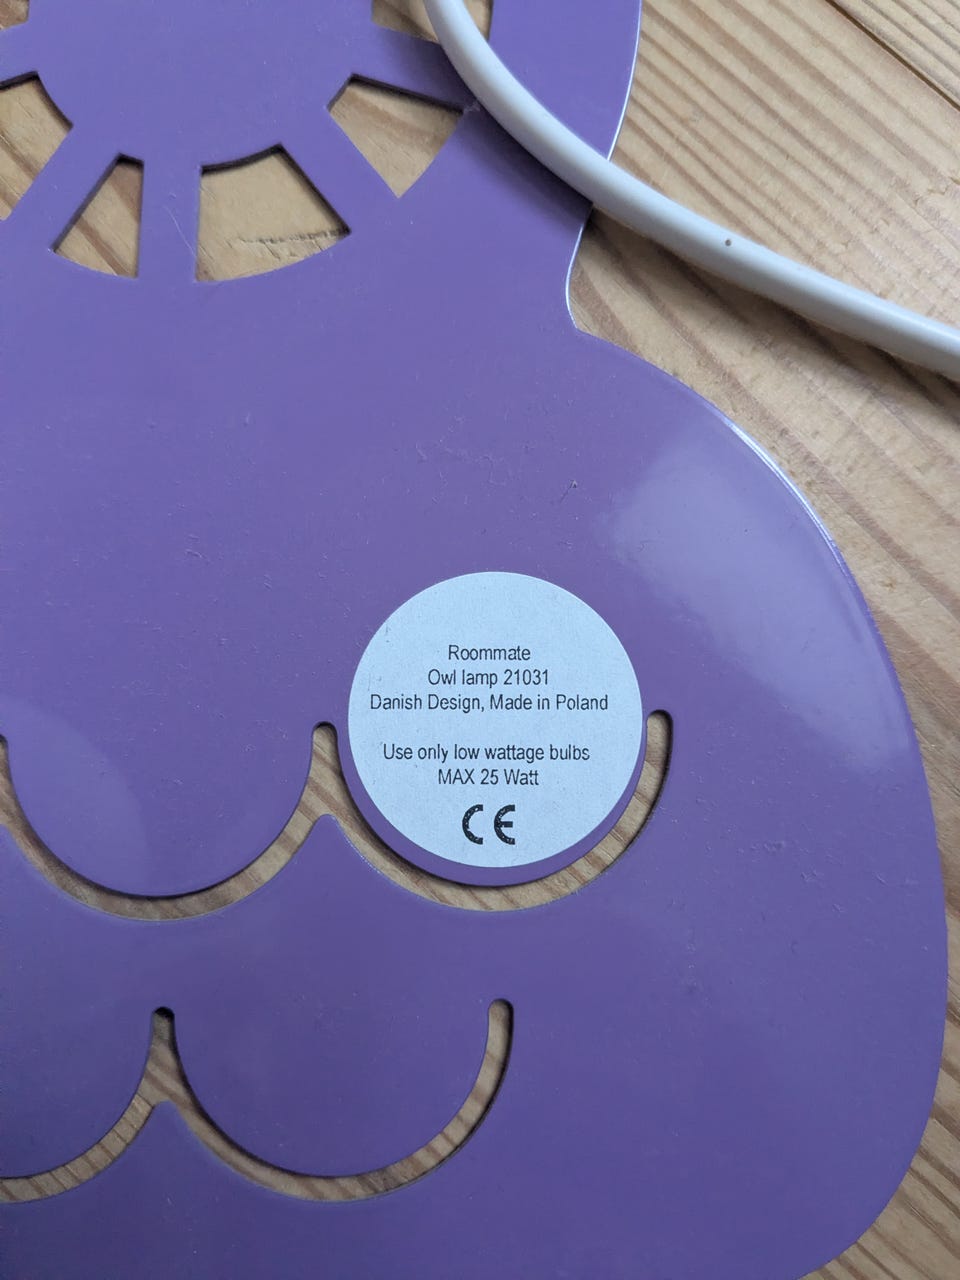 Roommate
Owl lamp 21031
Danish Design, Made in Poland
Use only low wattage bulbs
MAX 25 Watt
CE